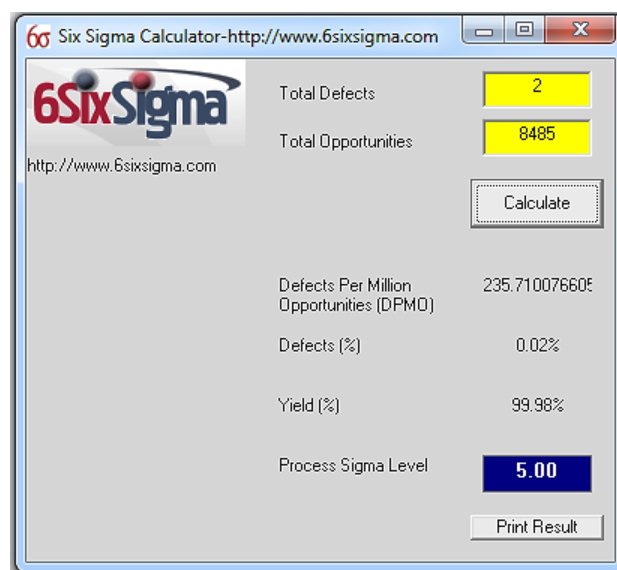 6σ Six Sigma Calculator-http://www.6sixsigma.com
6SixSigma
http://www.6sixsigma.com
Total Defects 2
Total Opportunities 8485
Calculate
Defects Per Million
Opportunities (DPMO) 235.710076605
Defects (%) 0.02%
Yield (%) 99.98%
Process Sigma Level 5.00
Print Result